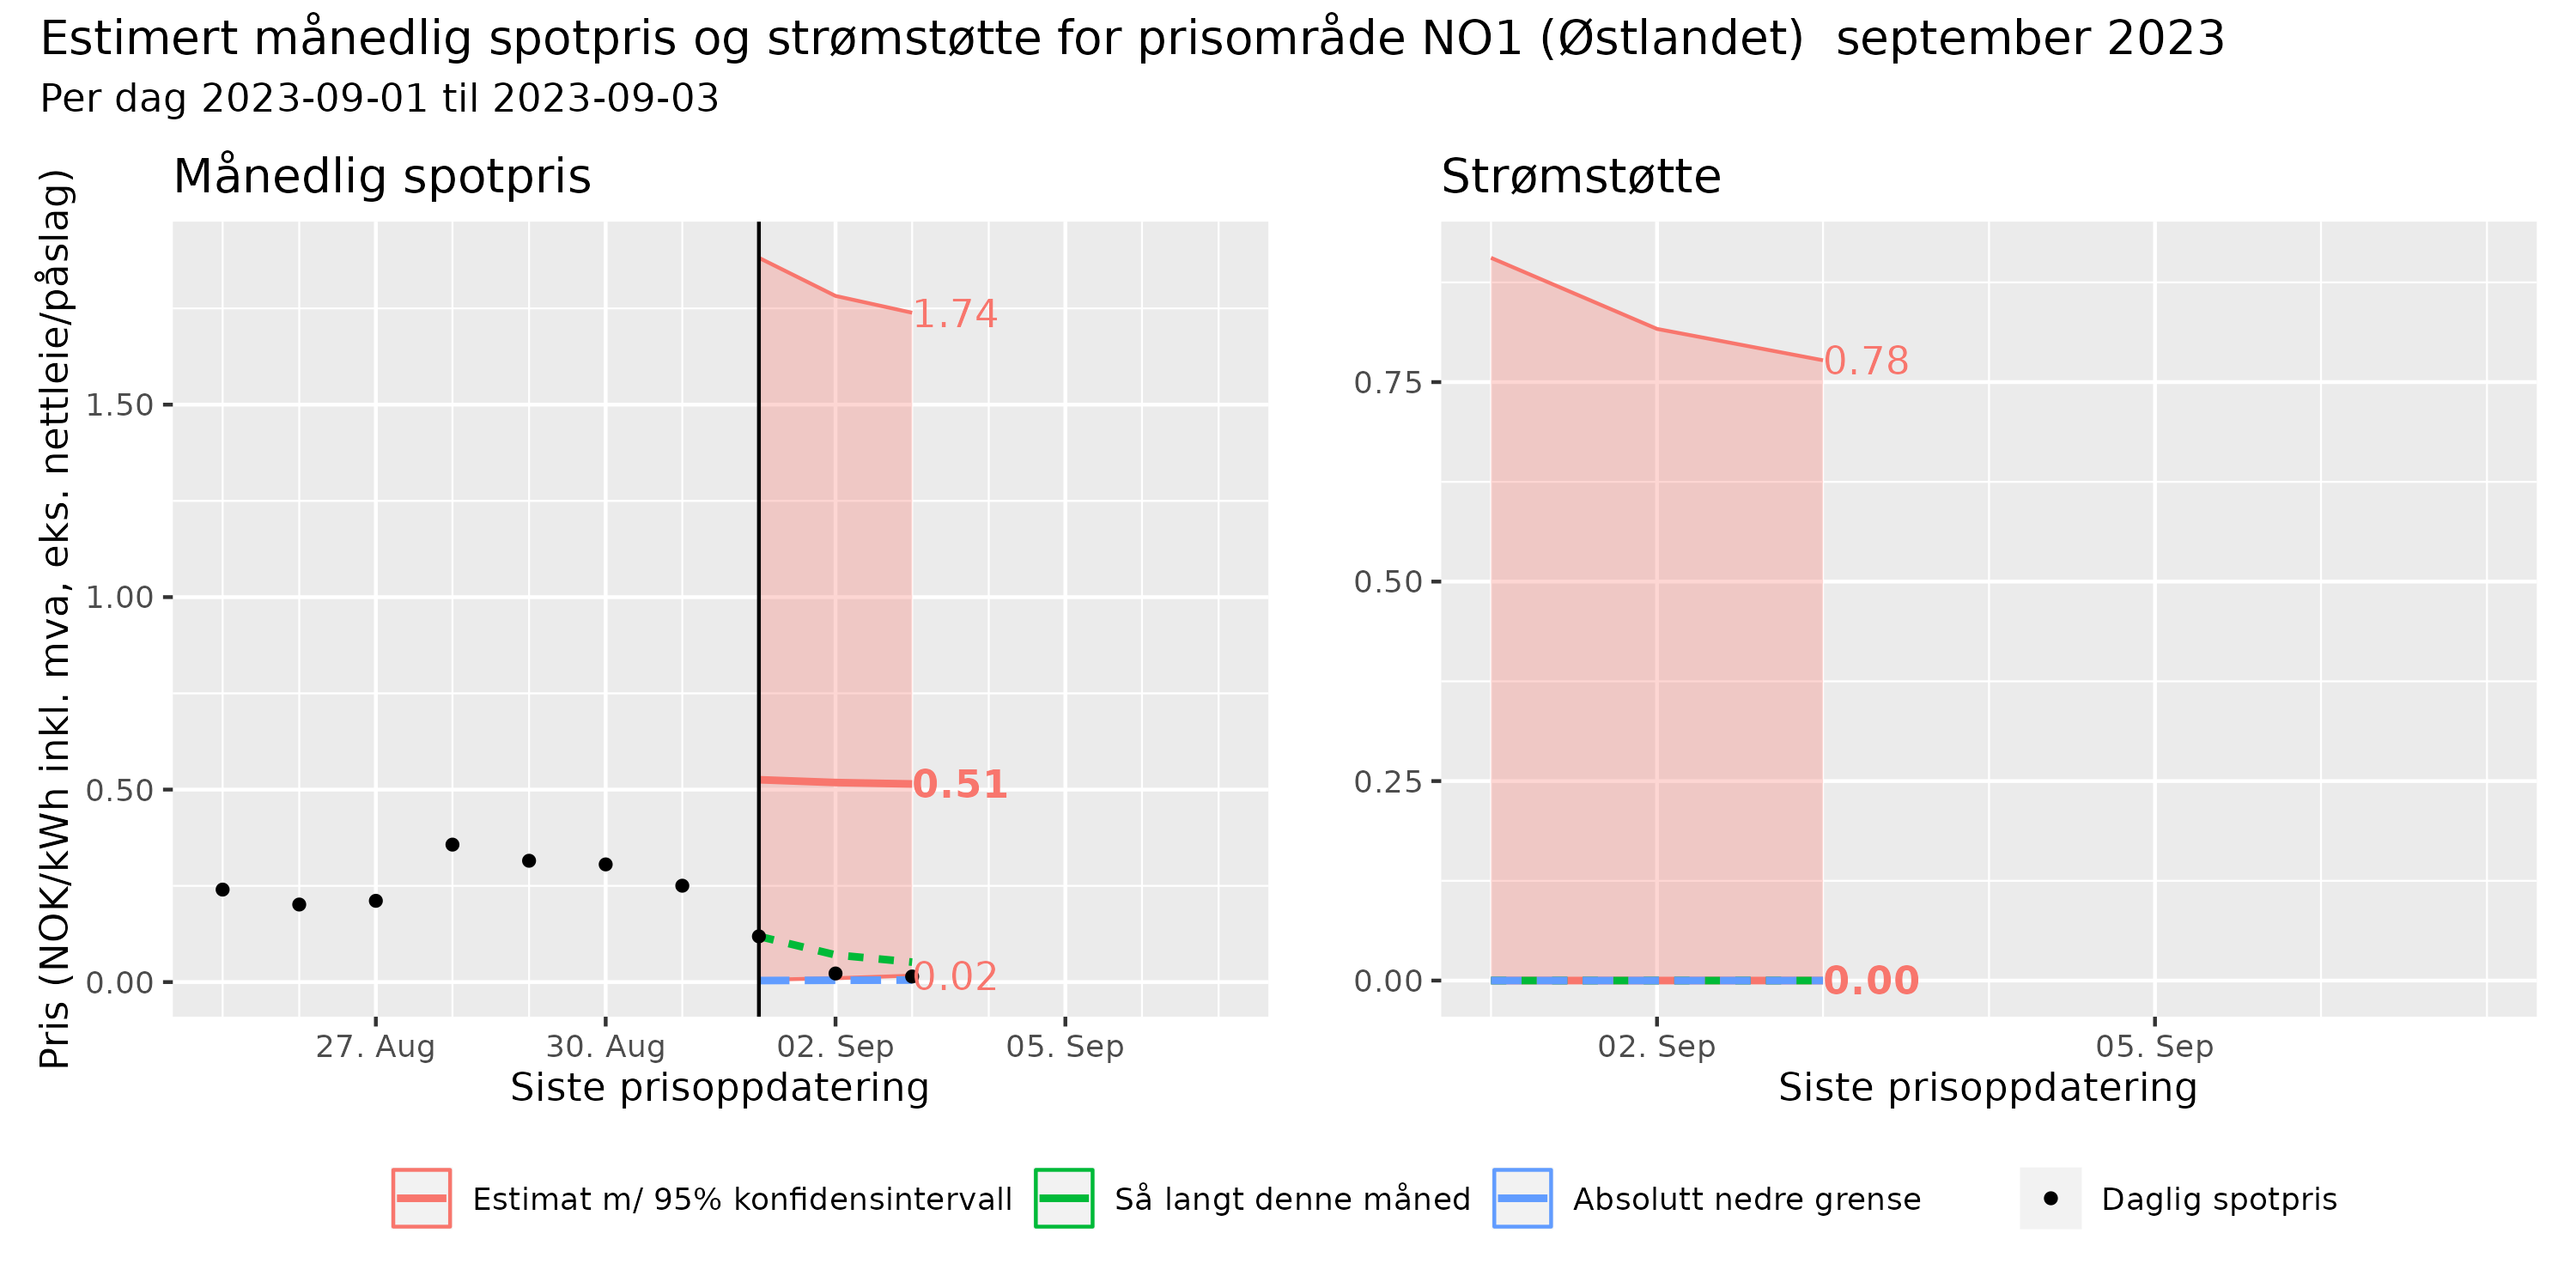 Estimert månedlig spotpris og strømstøtte for prisområde NO1 (Østlandet)  september 2023
Per dag 2023-09-01 til 2023-09-03
Månedlig spotpris
Pris (NOK/kWh inkl. mva, eks. nettleie/påslag)
1.50
1.00
0.50
0.00
1.74
0.51
0.02
27. Aug
30. Aug
02. Sep
05. Sep
Siste prisoppdatering
Strømstøtte
0.75
0.50
0.25
0.00
0.78
0.00
02. Sep
05. Sep
Siste prisoppdatering
Estimat m/ 95% konfidensintervall
Så langt denne måned
Absolutt nedre grense
Daglig spotpris